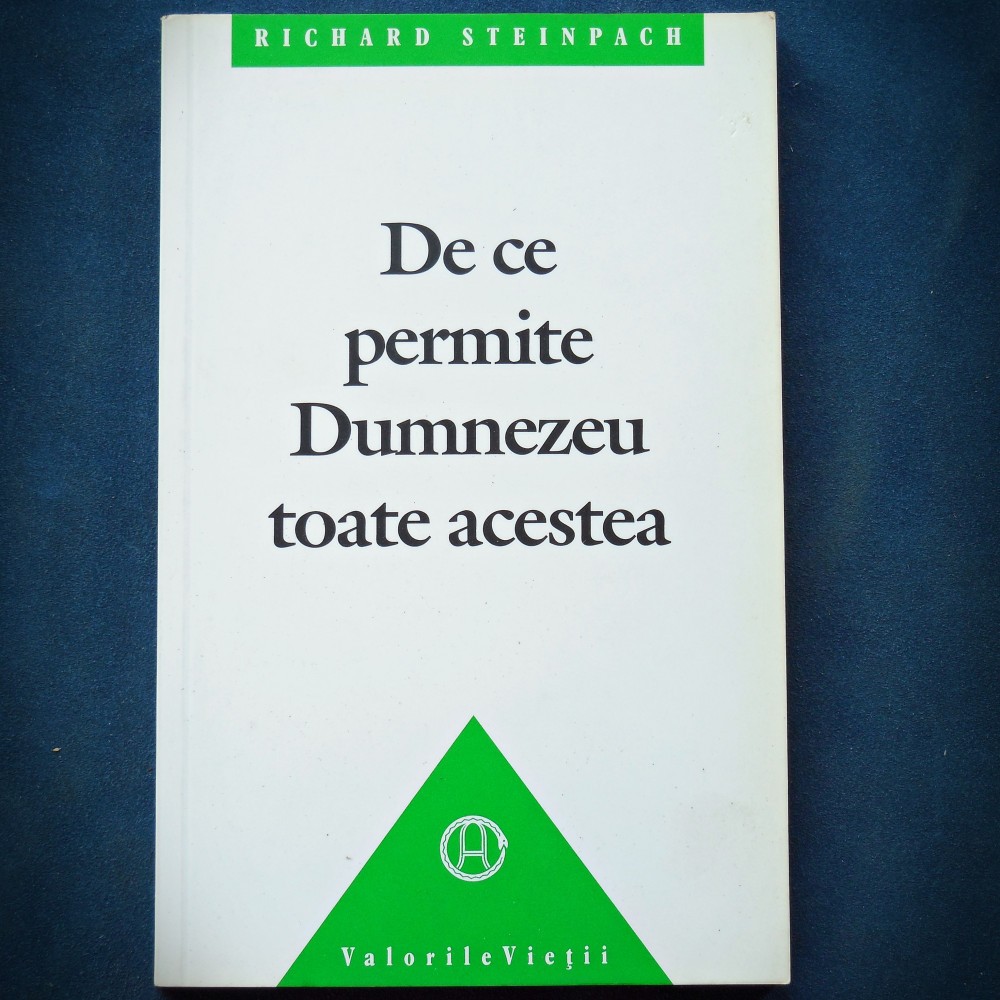 RICHARD STEINPACH
De ce
permite
Dumnezeu
toate acestea
A
ValorileVieţii